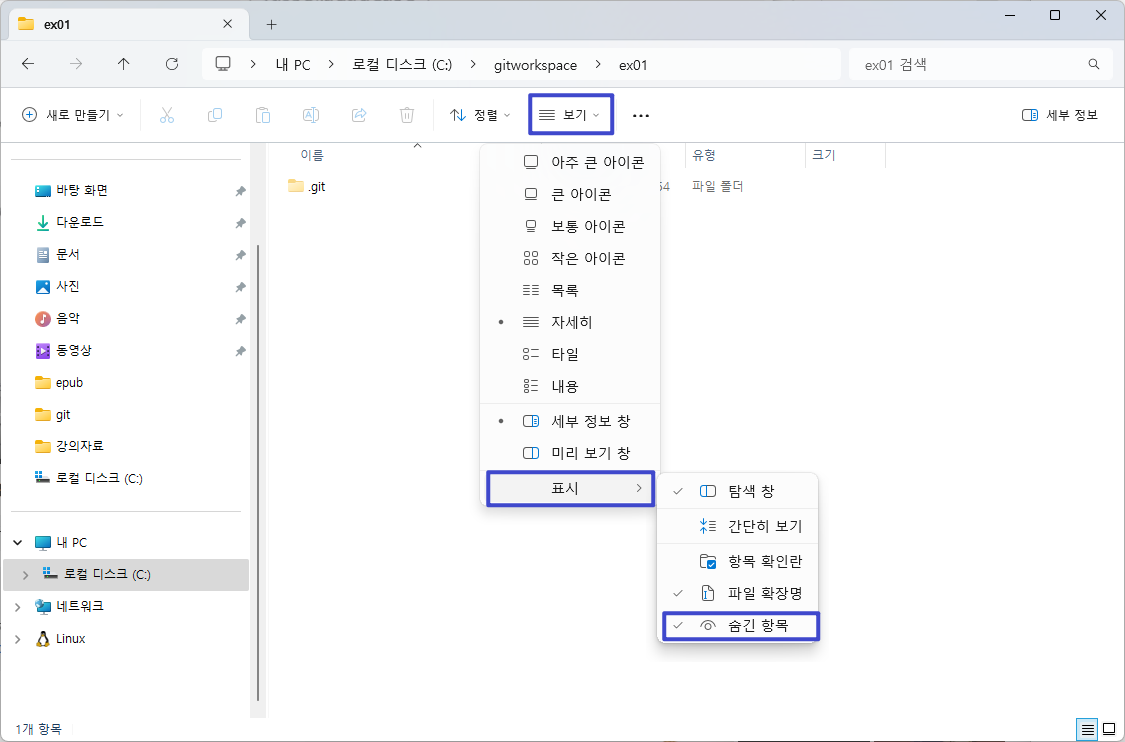 ex01
내 PC
로컬 디스크 (C:)
gitworkspace
ex01
ex01 검색
새로 만들기
정렬
보기
세부 정보
이름
유형
크기
.git
54
파일 폴더
바탕 화면
다운로드
문서
사진
음악
동영상
epub
git
강의자료
로컬 디스크 (C:)
내 PC
로컬 디스크 (C:)
네트워크
Linux
아주 큰 아이콘
큰 아이콘
보통 아이콘
작은 아이콘
목록
자세히
타일
내용
세부 정보 창
미리 보기 창
표시
탐색 창
간단히 보기
항목 확인란
파일 확장명
숨긴 항목
1개 항목